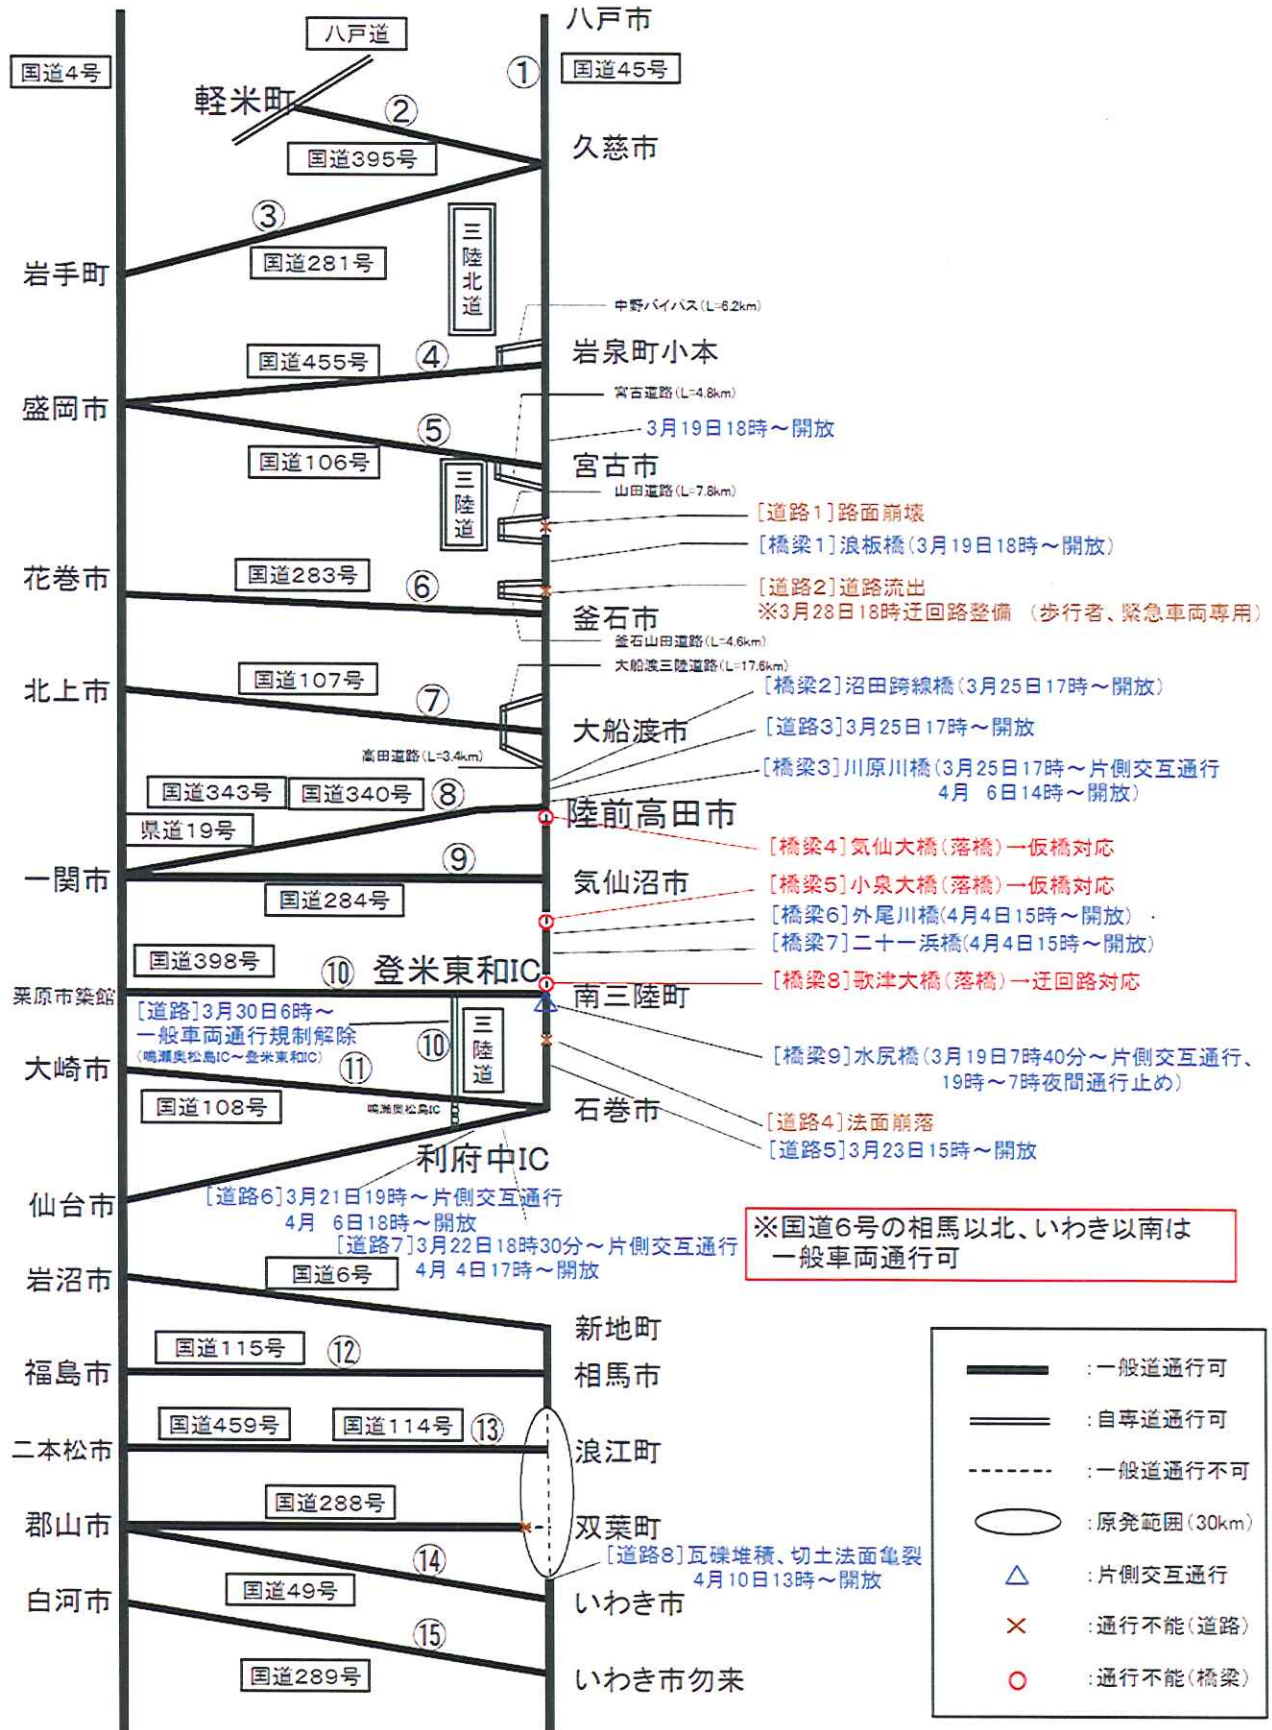 八戸市
八戸道
国道4号
①
国道45号
軽米町
②
久慈市
国道395号
③
三陸北道
国道281号
岩手町
中野バイパス(L=6.2km)
岩泉町小本
国道455号
④
宮古道路(L=4.8km)
盛岡市
⑤
3月19日18時～開放
国道106号
宮古市
三陸道
山田道路(L=7.8km)
[道路1]路面崩壊
[橋梁1]浪板橋(3月19日18時～開放)
花巻市
国道283号
⑥
[道路2]道路流出
※3月28日18時迂回路整備 (歩行者、緊急車両専用)
釜石市
釜石山田道路(L=4.6km)
大船渡三陸道路(L=17.6km)
北上市
国道107号
⑦
[橋梁2]沼田跨線橋(3月25日17時～開放)
大船渡市
[道路3]3月25日17時～開放
高田道路(L=3.4km)
[橋梁3]川原川橋(3月25日17時～片側交互通行
4月 6日14時～開放)
国道343号
国道340号
⑧
陸前高田市
県道19号
[橋梁4]気仙大橋(落橋)→仮橋対応
⑨
一関市
気仙沼市
[橋梁5]小泉大橋(落橋)→仮橋対応
国道284号
[橋梁6]外尾川橋(4月4日15時～開放)
[橋梁7]二十一浜橋(4月4日15時～開放)
国道398号
⑩
登米東和IC
[橋梁8]歌津大橋(落橋)→迂回路対応
栗原市築館
南三陸町
[道路]3月30日6時～
一般車両通行規制解除
(鳴瀬奥松島IC～登米東和IC)
⑩
三陸道
[橋梁9]水尻橋(3月19日7時40分～片側交互通行、
19時～7時夜間通行止め)
大崎市
⑪
国道108号
鳴瀬奥松島IC
石巻市
[道路4]法面崩落
[道路5]3月23日15時～開放
利府中IC
仙台市
[道路6]3月21日19時～片側交互通行
4月 6日18時～開放
[道路7]3月22日18時30分～片側交互通行
4月 4日17時～開放
※国道6号の相馬以北、いわき以南は
一般車両通行可
岩沼市
国道6号
新地町
国道115号
⑫
福島市
相馬市
国道459号
国道114号
⑬
二本松市
浪江町
国道288号
郡山市
双葉町
[道路8]瓦礫堆積、切土法面亀裂
4月10日13時～開放
⑭
国道49号
白河市
いわき市
⑮
国道289号
いわき市勿来
:一般道通行可
:自専道通行可
:一般道通行不可
:原発範囲(30km)
:片側交互通行
:通行不能(道路)
:通行不能(橋梁)